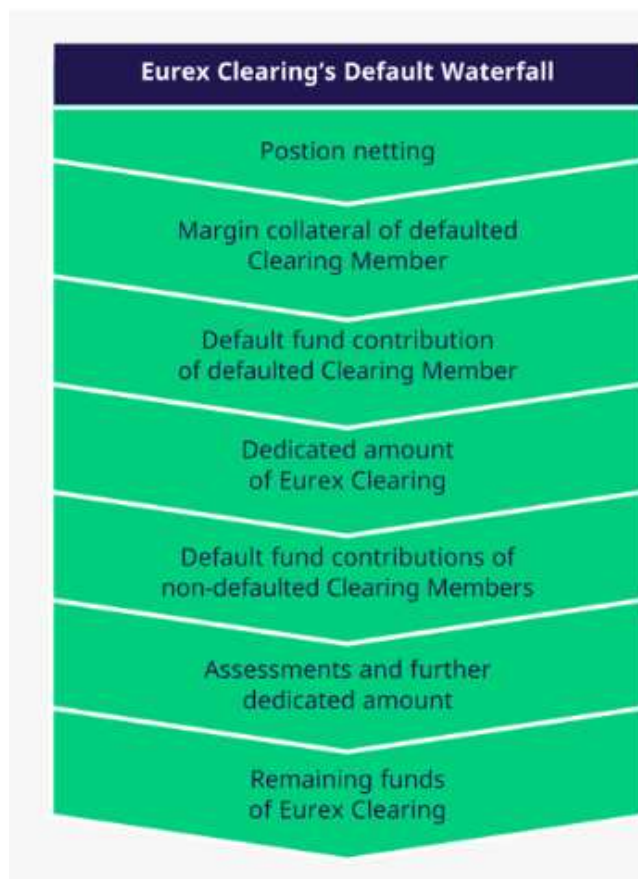 Eurex Clearing's Default Waterfall
Postion netting
Margin collateral of defaulted
Clearing Member
Default fund contribution
of defaulted Clearing Member
Dedicated amount
of Eurex Clearing
Default fund contributions of
non-defaulted Clearing Members
Assessments and further
dedicated amount
Remaining funds
of Eurex Clearing